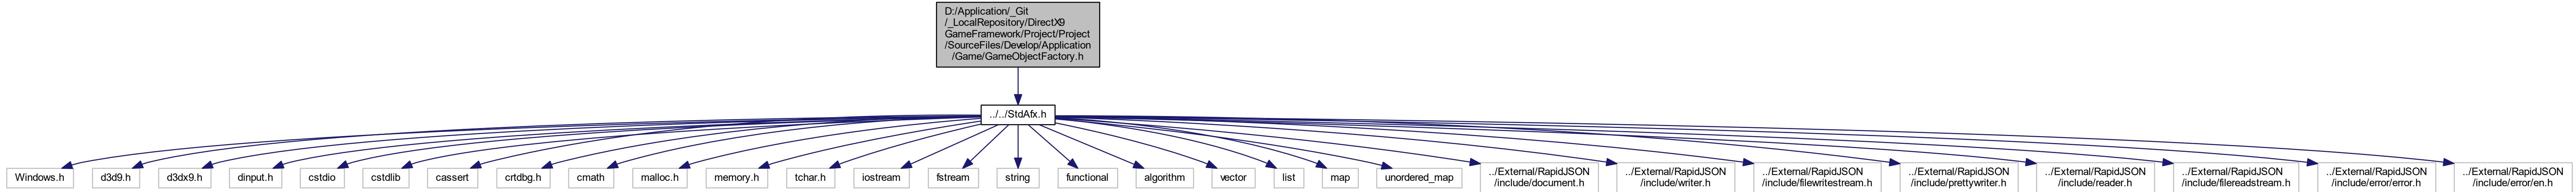 D:/Application/_Git
/_LocalRepository/DirectX9
GameFramework/Project/Project
/SourceFiles/Develop/Application
/Game/GameObjectFactory.h
../../StdAfx.h
Windows.h
d3d9.h
d3dx9.h
dinput.h
cstdio
cstdlib
cassert
crtdbg.h
cmath
malloc.h
memory.h
tchar.h
iostream
fstream
string
functional
algorithm
vector
list
map
unordered_map
../External/RapidJSON
/include/document.h
../External/RapidJSON
/include/writer.h
../External/RapidJSON
/include/filewritestream.h
../External/RapidJSON
/include/prettywriter.h
../External/RapidJSON
/include/reader.h
../External/RapidJSON
/include/filereadstream.h
../External/RapidJSON
/include/error/error.h
../External/RapidJSON
/include/error/en.h